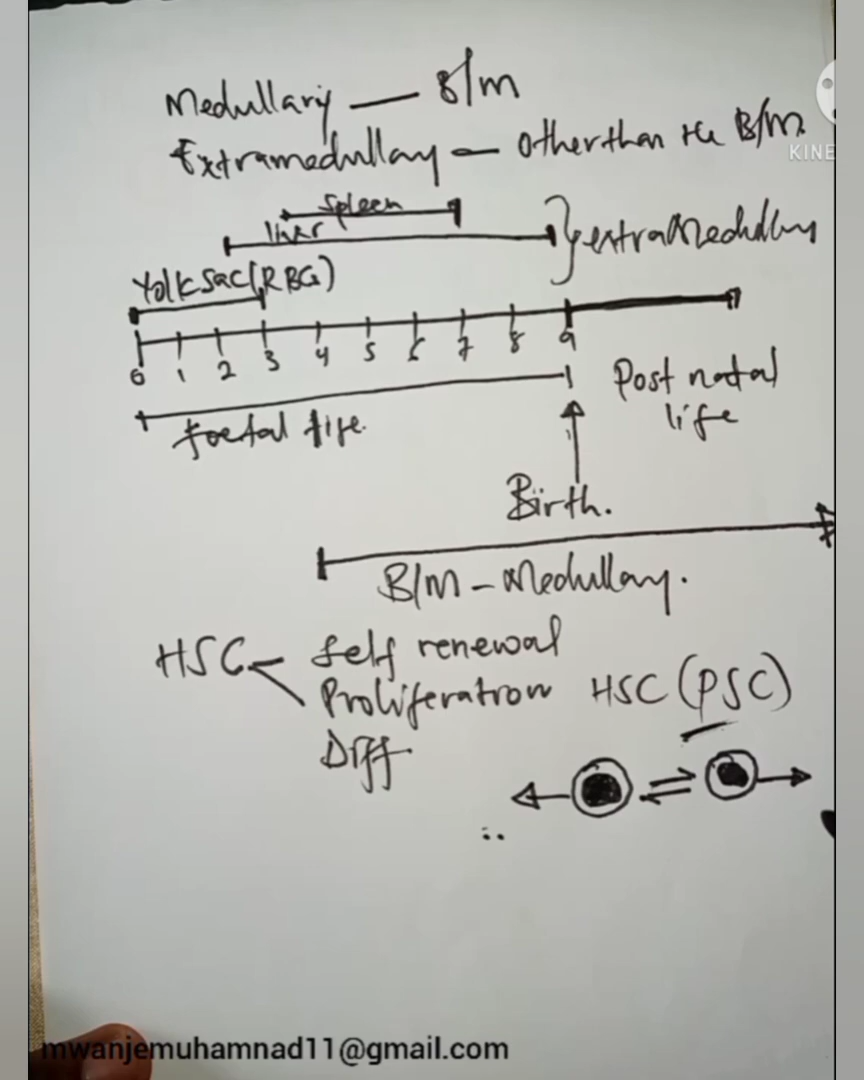 Medullary — B/m
Extramedullary — Other than the B/m
KINE
spleen
liver
extramedullary
Yolk sac (RBC)
0 1 2 3 4 5 6 7 8 9
Post natal
life
Foetal life.
Birth.
B/M - Medullary.
HSC Self renewal
Proliferation HSC (PSC)
Diff.
mwanjemuhamnad11@gmail.com